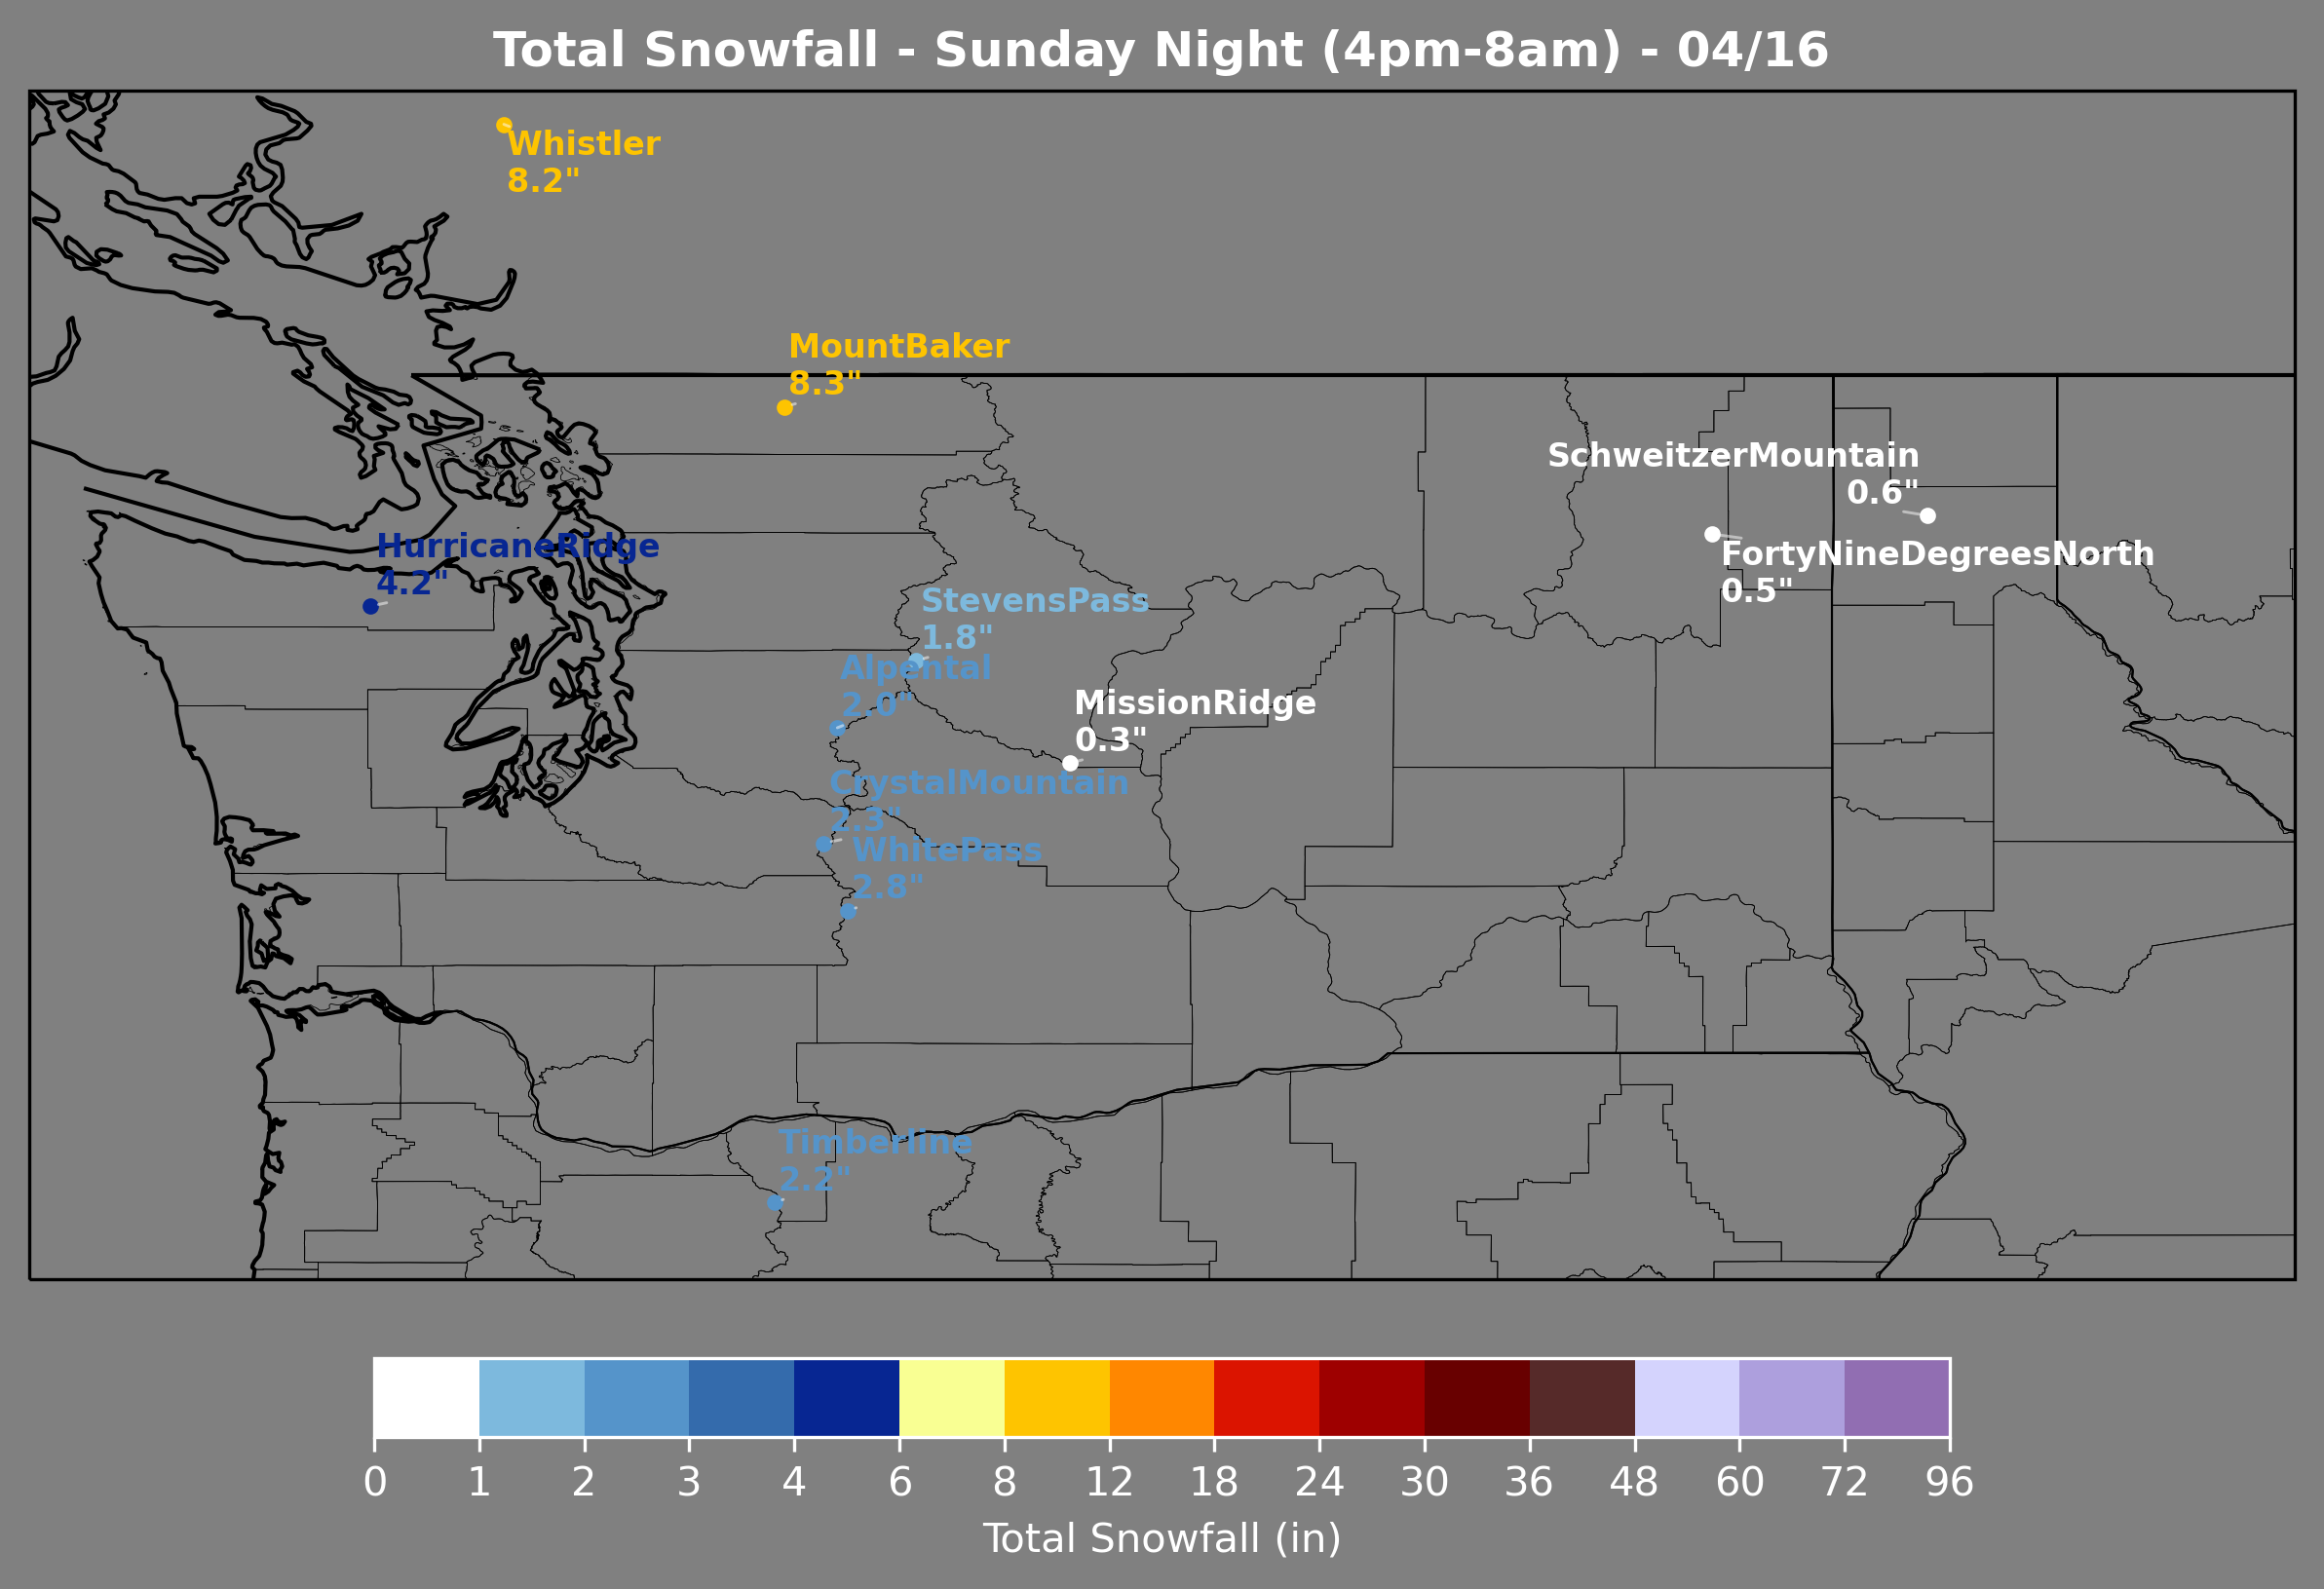 Total Snowfall - Sunday Night (4pm-8am) - 04/16
Whistler
8.2"
MountBaker
8.3"
SchweitzerMountain
0.6"
HurricaneRidge
4.2"
FortyNineDegreesNorth
0.5"
StevensPass
1.8"
Alpental
2.0"
MissionRidge
0.3"
CrystalMountain
2.3"
WhitePass
2.8"
Timberline
2.2"
0 1 2 3 4 6 8 12 18 24 30 36 48 60 72 96
Total Snowfall (in)